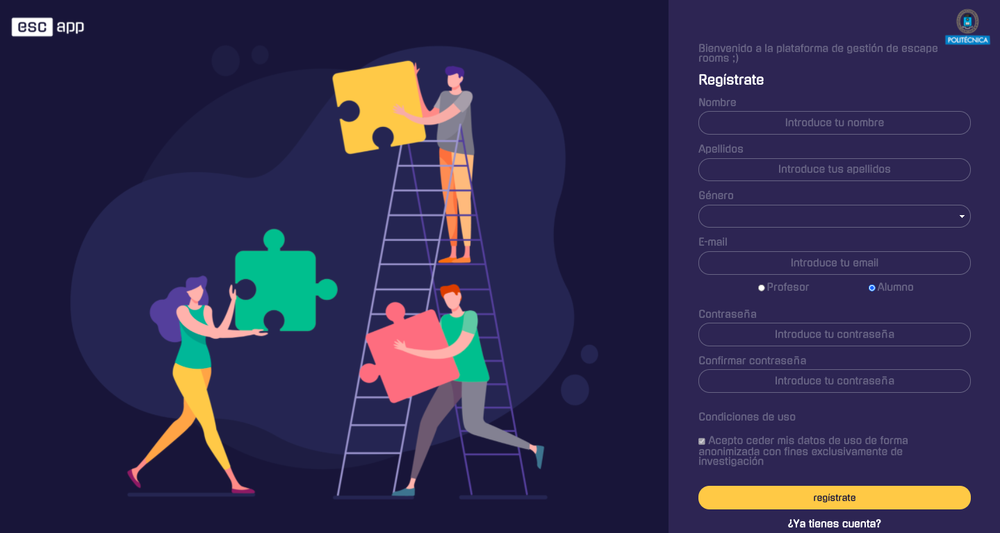 esc app
POLITÉCNICA
Bienvenido a la plataforma de gestión de escape
rooms ;)
Regístrate
Nombre
Introduce tu nombre
Apellidos
Introduce tus apellidos
Género
E-mail
Introduce tu email
Profesor Alumno
Contraseña
Introduce tu contraseña
Confirmar contraseña
Introduce tu contraseña
Condiciones de uso
Acepto ceder mis datos de uso de forma
anonimizada con fines exclusivamente de
investigación
regístrate
¿Ya tienes cuenta?